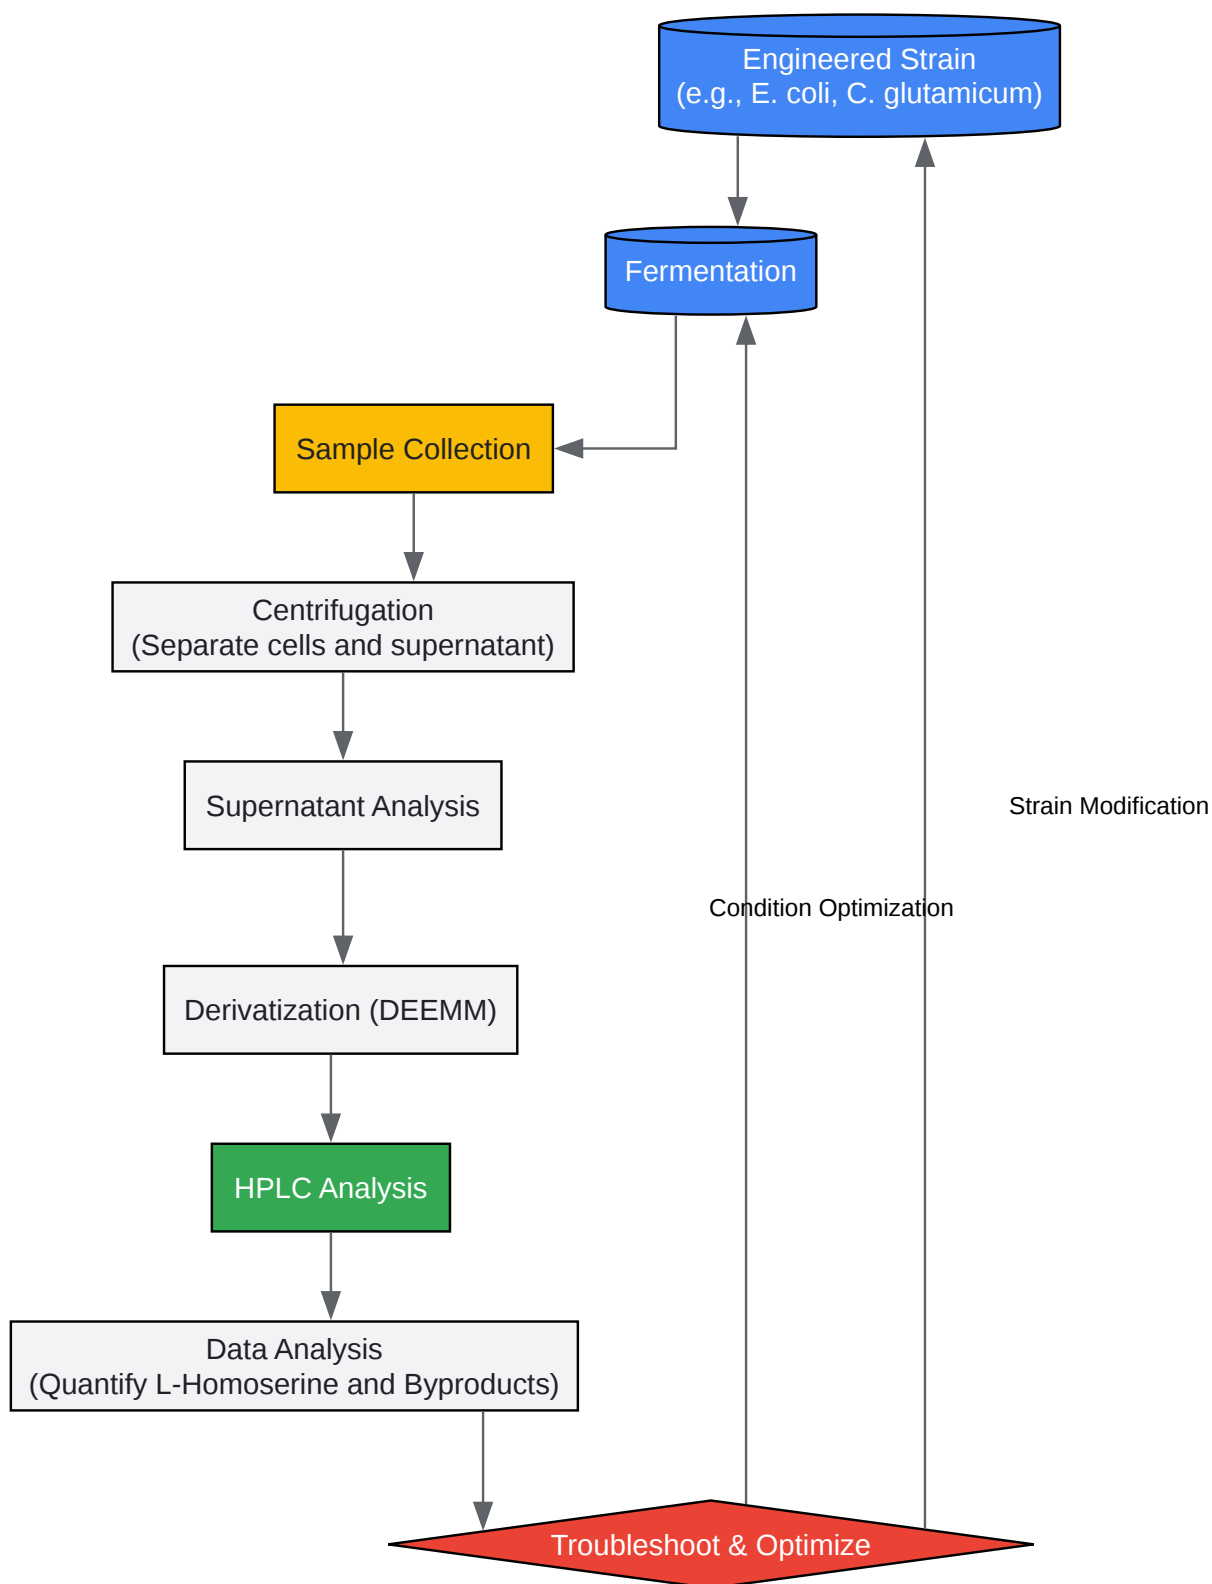 Engineered Strain
(e.g., E. coli, C. glutamicum)
Fermentation
Sample Collection
Centrifugation
(Separate cells and supernatant)
Supernatant Analysis
Strain Modification
Condition Optimization
Derivatization (DEEMM)
HPLC Analysis
Data Analysis
(Quantify L-Homoserine and Byproducts)
Troubleshoot & Optimize